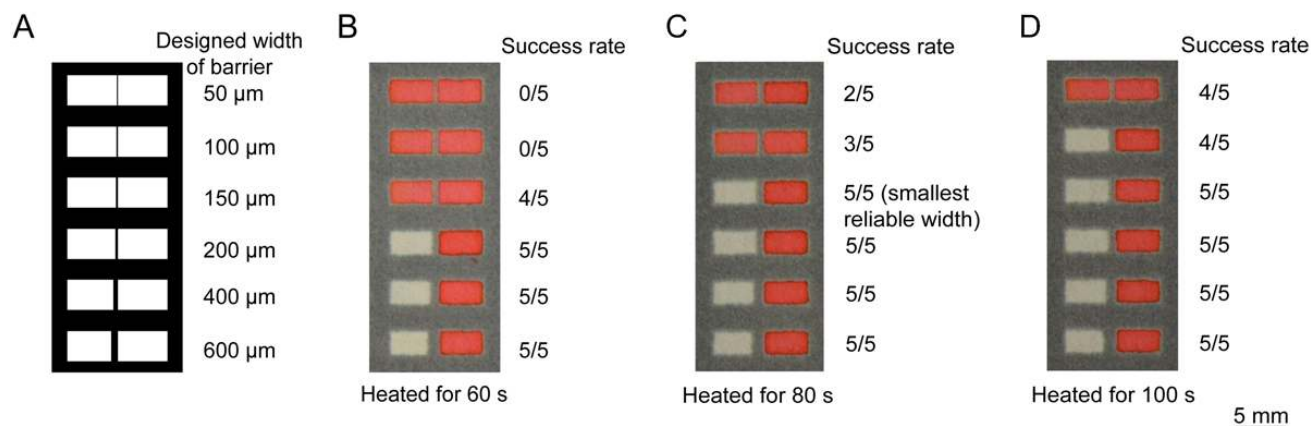 A
Designed width
of barrier
50 µm
100 µm
150 µm
200 µm
400 µm
600 µm
B
Success rate
0/5
0/5
4/5
5/5
5/5
5/5
Heated for 60 s
C
Success rate
2/5
3/5
5/5 (smallest
reliable width)
5/5
5/5
5/5
Heated for 80 s
D
Success rate
4/5
4/5
5/5
5/5
5/5
5/5
Heated for 100 s
5 mm